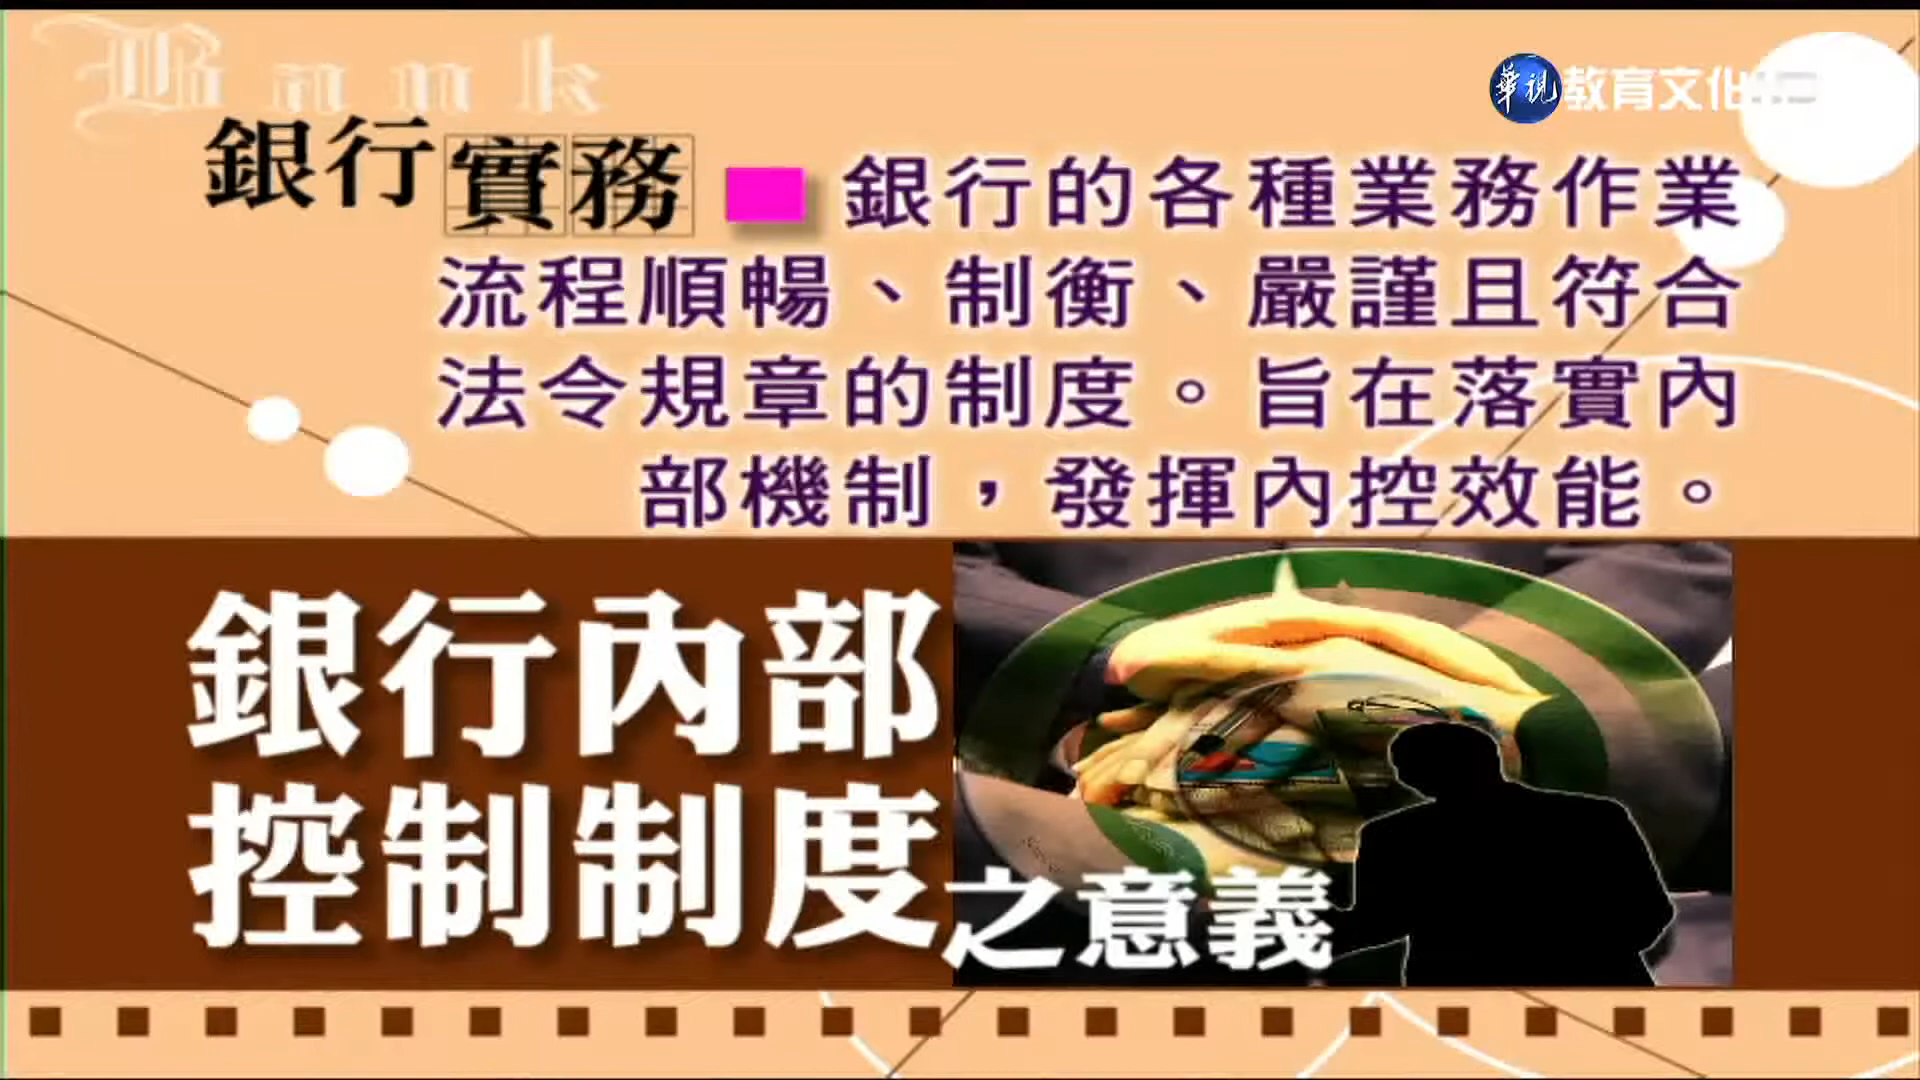 Bank
華視 教育文化HD
銀行實務
銀行的各種業務作業
流程順暢、制衡、嚴謹且符合
法令規章的制度。旨在落實內
部機制，發揮內控效能。
銀行內部
控制制度
之意義